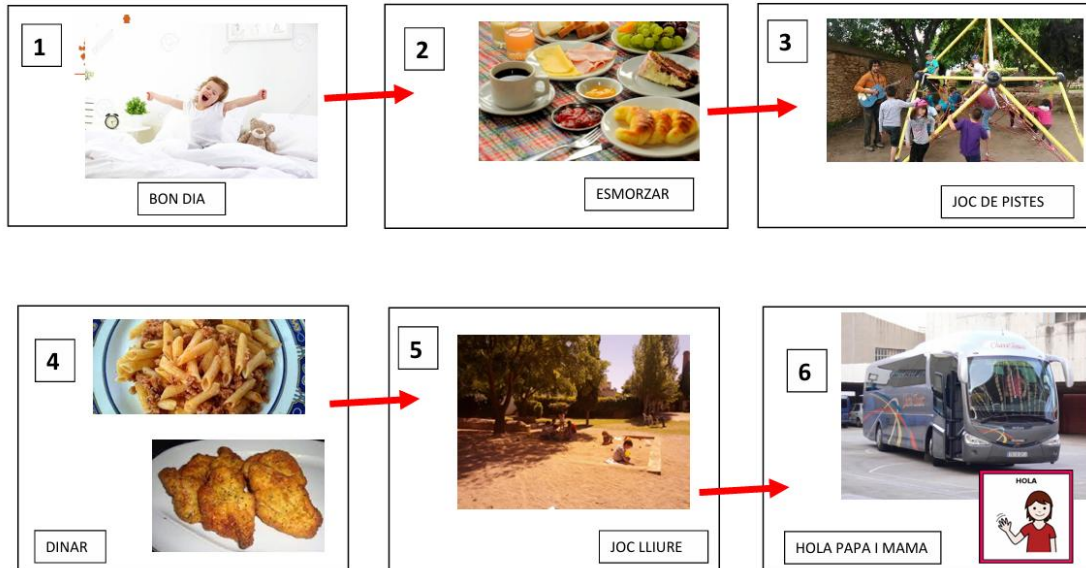 1
BON DIA
2
ESMORZAR
3
JOC DE PISTES
4
DINAR
5
JOC LLIURE
6
HOLA
HOLA PAPA I MAMA